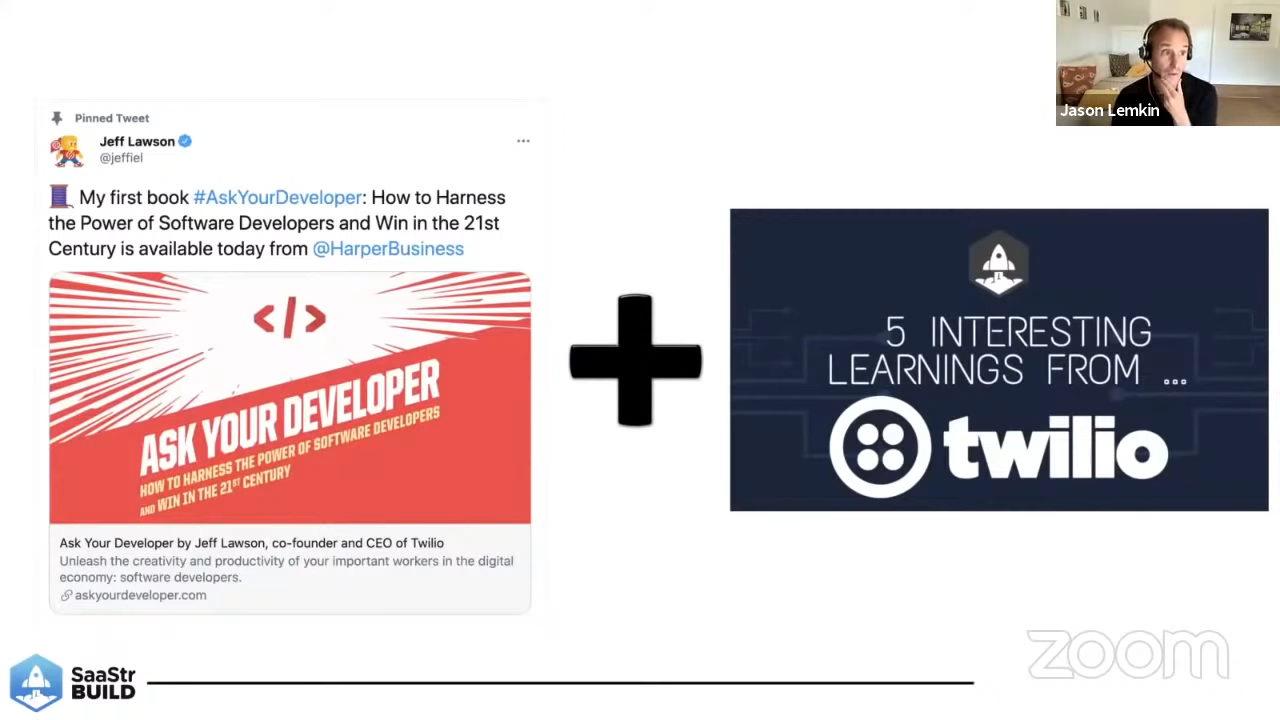 Jason Lemkin
Pinned Tweet
Jeff Lawson
@jeffiel
My first book #AskYourDeveloper: How to Harness
the Power of Software Developers and Win in the 21st
Century is available today from @HarperBusiness
</>
ASK YOUR DEVELOPER
HOW TO HARNESS THE POWER OF SOFTWARE DEVELOPERS
AND WIN IN THE 21ST CENTURY
Ask Your Developer by Jeff Lawson, co-founder and CEO of Twilio
Unleash the creativity and productivity of your important workers in the digital
economy: software developers.
askyourdeveloper.com
5 INTERESTING
LEARNINGS FROM ...
twilio
SaaStr
BUILD
zoom